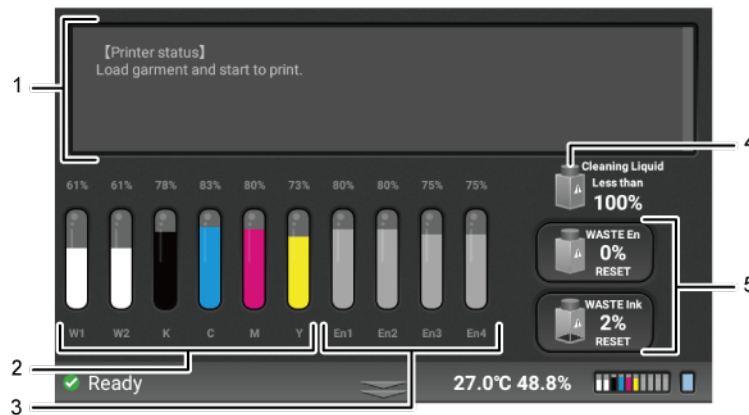 1
【Printer status】
Load garment and start to print.
4
Cleaning Liquid
Less than
100%
61% 61% 78% 83% 80% 73% 80% 80% 75% 75%
WASTE En
0%
RESET
5
WASTE Ink
2%
RESET
W1 W2 K C M Y En1 En2 En3 En4
2
Ready 27.0℃ 48.8%
3